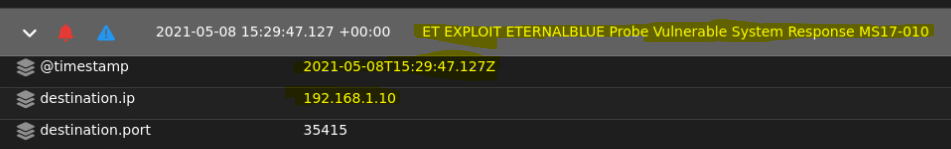 2021-05-08 15:29:47.127 +00:00 ET EXPLOIT ETERNALBLUE Probe Vulnerable System Response MS17-010
@timestamp 2021-05-08T15:29:47.127Z
destination.ip 192.168.1.10
destination.port 35415